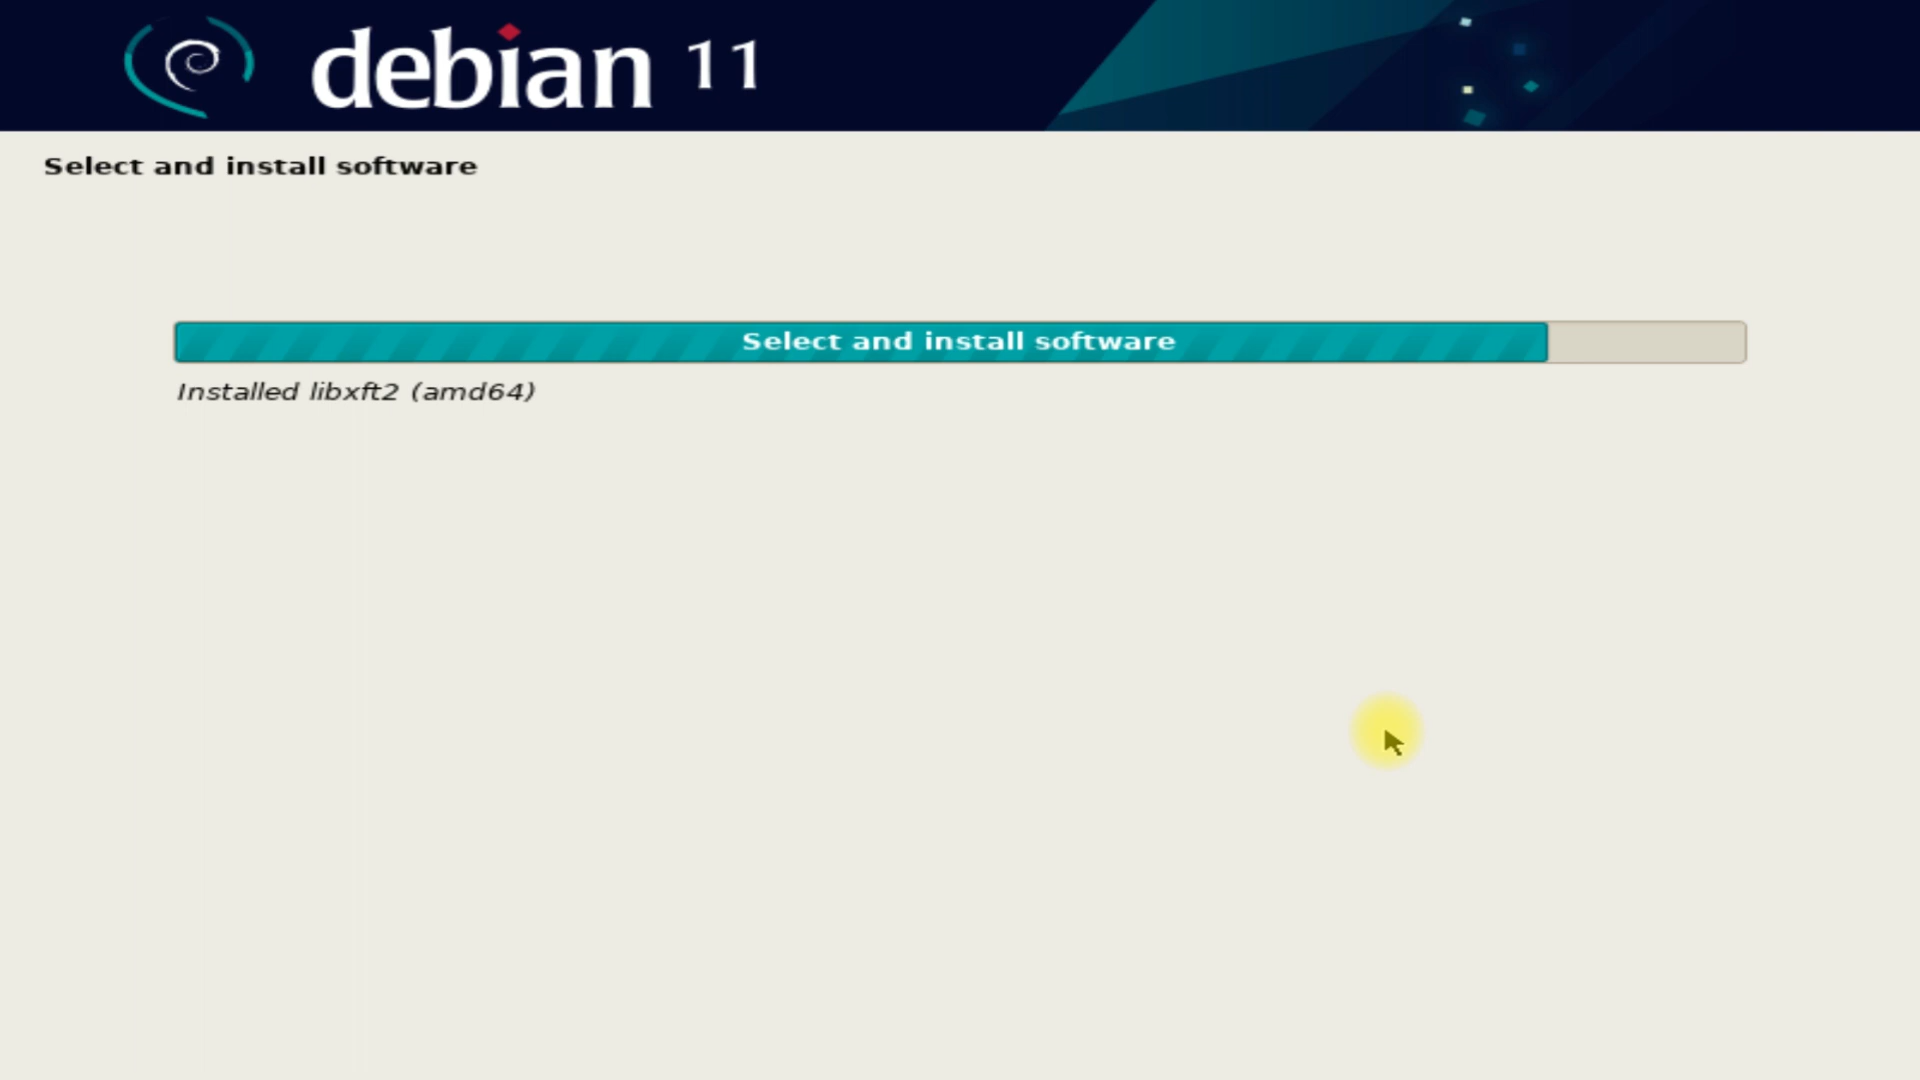 debian 11
Select and install software
Select and install software
Installed libxft2 (amd64)